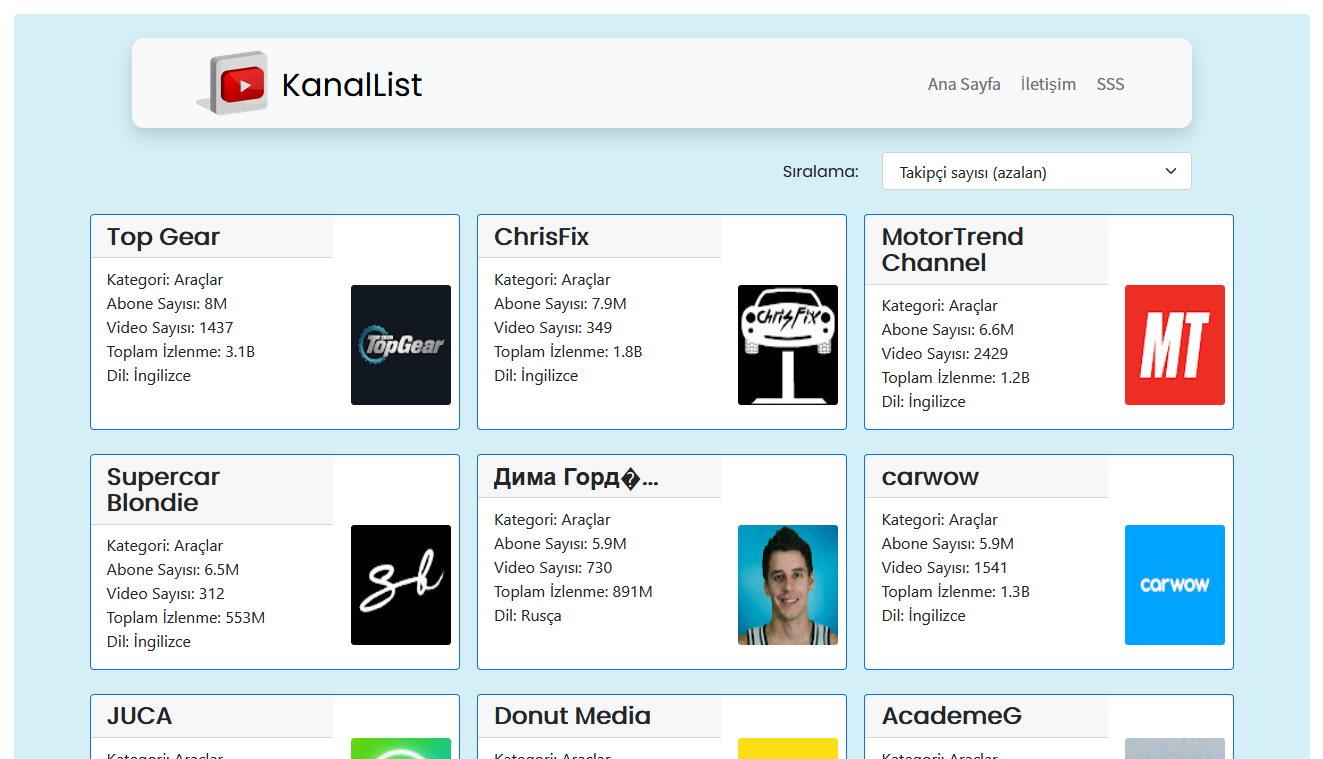 KanalList
Ana Sayfa İletişim SSS
Sıralama: Takipçi sayısı (azalan)
Top Gear
Kategori: Araçlar
Abone Sayısı: 8M
Video Sayısı: 1437
Toplam İzlenme: 3.1B
Dil: İngilizce
TopGear
ChrisFix
Kategori: Araçlar
Abone Sayısı: 7.9M
Video Sayısı: 349
Toplam İzlenme: 1.8B
Dil: İngilizce
ChrisFix
MotorTrend
Channel
Kategori: Araçlar
Abone Sayısı: 6.6M
Video Sayısı: 2429
Toplam İzlenme: 1.2B
Dil: İngilizce
MT
Supercar
Blondie
Kategori: Araçlar
Abone Sayısı: 6.5M
Video Sayısı: 312
Toplam İzlenme: 553M
Dil: İngilizce
Sb
Дима Горд�...
Kategori: Araçlar
Abone Sayısı: 5.9M
Video Sayısı: 730
Toplam İzlenme: 891M
Dil: Rusça
carwow
Kategori: Araçlar
Abone Sayısı: 5.9M
Video Sayısı: 1541
Toplam İzlenme: 1.3B
Dil: İngilizce
carwow
JUCA
Kategori: Araçlar
Donut Media
Kategori: Araçlar
AcademeG
Kategori: Araçlar